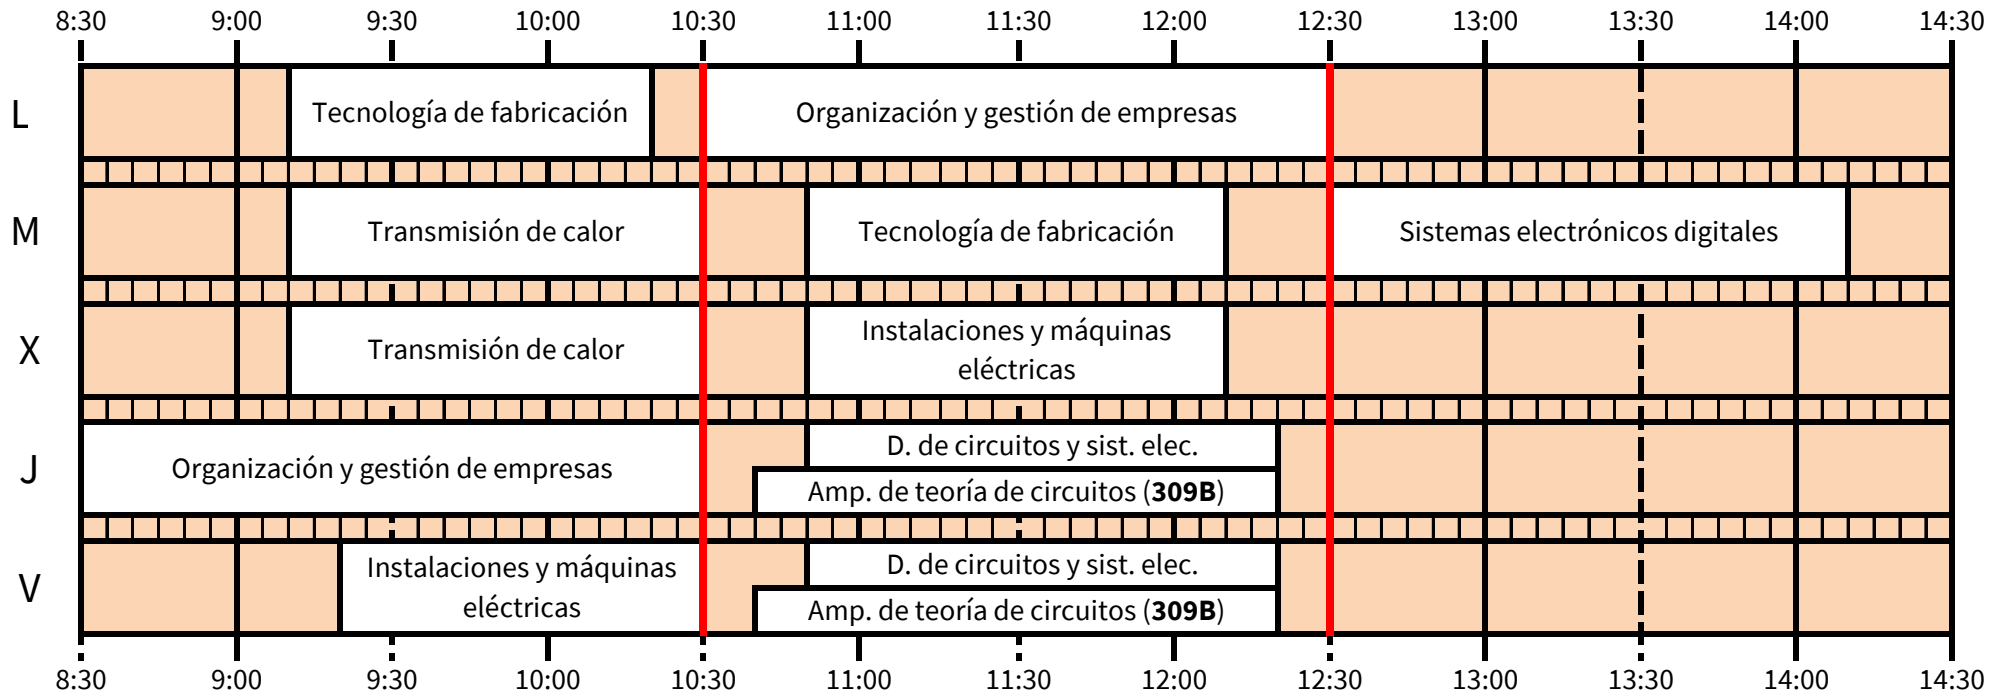 8:30 9:00 9:30 10:00 10:30 11:00 11:30 12:00 12:30 13:00 13:30 14:00 14:30
L Tecnología de fabricación Organización y gestión de empresas
M Transmisión de calor Tecnología de fabricación Sistemas electrónicos digitales
X Transmisión de calor Instalaciones y máquinas
eléctricas
J Organización y gestión de empresas D. de circuitos y sist. elec.
Amp. de teoría de circuitos (309B)
V Instalaciones y máquinas
eléctricas
D. de circuitos y sist. elec.
Amp. de teoría de circuitos (309B)
8:30 9:00 9:30 10:00 10:30 11:00 11:30 12:00 12:30 13:00 13:30 14:00 14:30